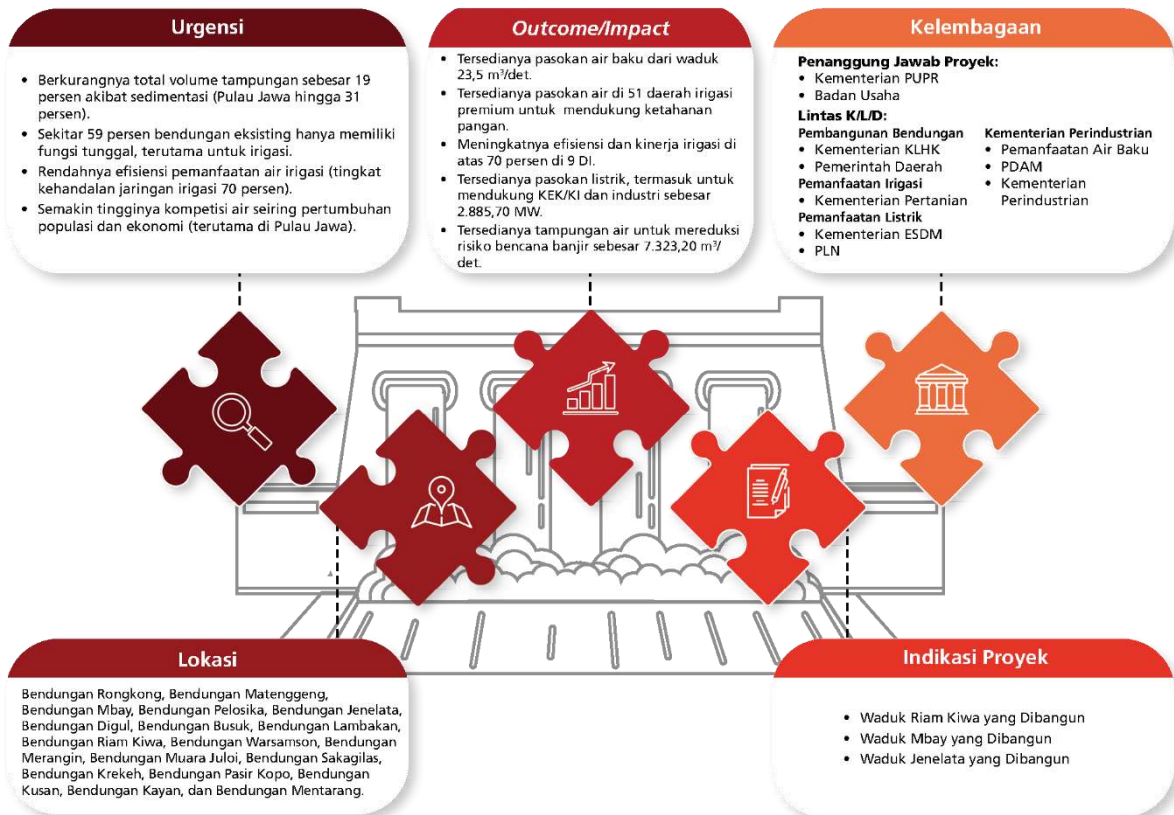 Urgensi
• Berkurangnya total volume tampungan sebesar 19
persen akibat sedimentasi (Pulau Jawa hingga 31
persen).
• Sekitar 59 persen bendungan eksisting hanya memiliki
fungsi tunggal, terutama untuk irigasi.
• Rendahnya efisiensi pemanfaatan air irigasi (tingkat
kehandalan jaringan irigasi 70 persen).
• Semakin tingginya kompetisi air seiring pertumbuhan
populasi dan ekonomi (terutama di Pulau Jawa).
Outcome/Impact
• Tersedianya pasokan air baku dari waduk
23,5 m³/det.
• Tersedianya pasokan air di 51 daerah irigasi
premium untuk mendukung ketahanan
pangan.
• Meningkatnya efisiensi dan kinerja irigasi di
atas 70 persen di 9 DI.
• Tersedianya pasokan listrik, termasuk untuk
mendukung KEK/KI dan industri sebesar
2.885,70 MW.
• Tersedianya tampungan air untuk mereduksi
risiko bencana banjir sebesar 7.323,20 m³/
det.
Kelembagaan
Penanggung Jawab Proyek:
• Kementerian PUPR
• Badan Usaha
Lintas K/L/D:
Pembangunan Bendungan
• Kementerian KLHK
• Pemerintah Daerah
Pemanfaatan Irigasi
• Kementerian Pertanian
Pemanfaatan Listrik
• Kementerian ESDM
• PLN
Kementerian Perindustrian
• Pemanfaatan Air Baku
• PDAM
• Kementerian
Perindustrian
Lokasi
Bendungan Rongkong, Bendungan Matenggeng,
Bendungan Mbay, Bendungan Pelosika, Bendungan Jenelata,
Bendungan Digul, Bendungan Busuk, Bendungan Lambakan,
Bendungan Riam Kiwa, Bendungan Warsamson, Bendungan
Merangin, Bendungan Muara Juloi, Bendungan Sakagilas,
Bendungan Krekeh, Bendungan Pasir Kopo, Bendungan
Kusan, Bendungan Kayan, dan Bendungan Mentarang.
Indikasi Proyek
• Waduk Riam Kiwa yang Dibangun
• Waduk Mbay yang Dibangun
• Waduk Jenelata yang Dibangun